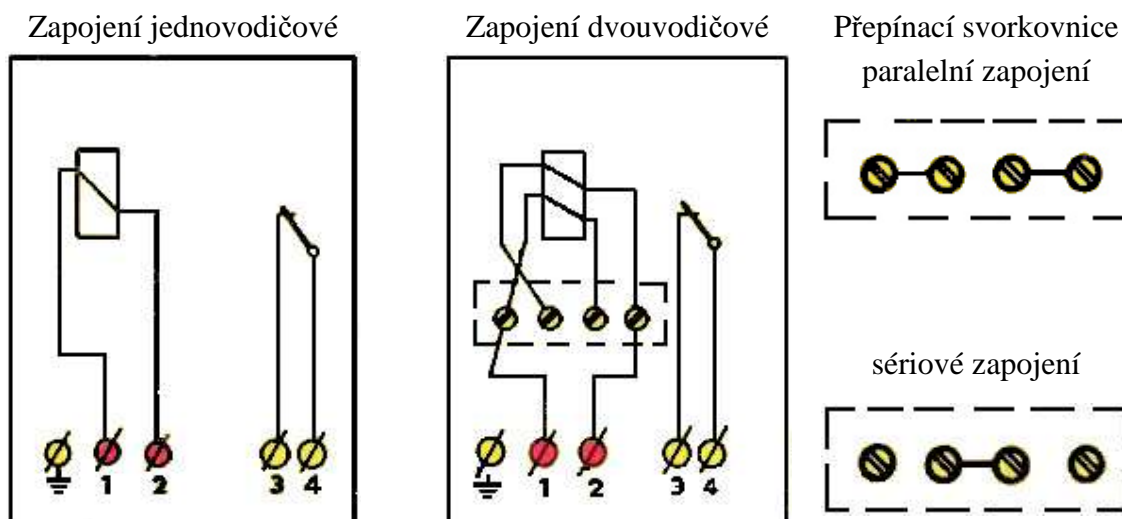 Zapojení jednovodičové
Zapojení dvouvodičové
Přepínací svorkovnice
paralelní zapojení
sériové zapojení
1 2 3 4
1 2 3 4